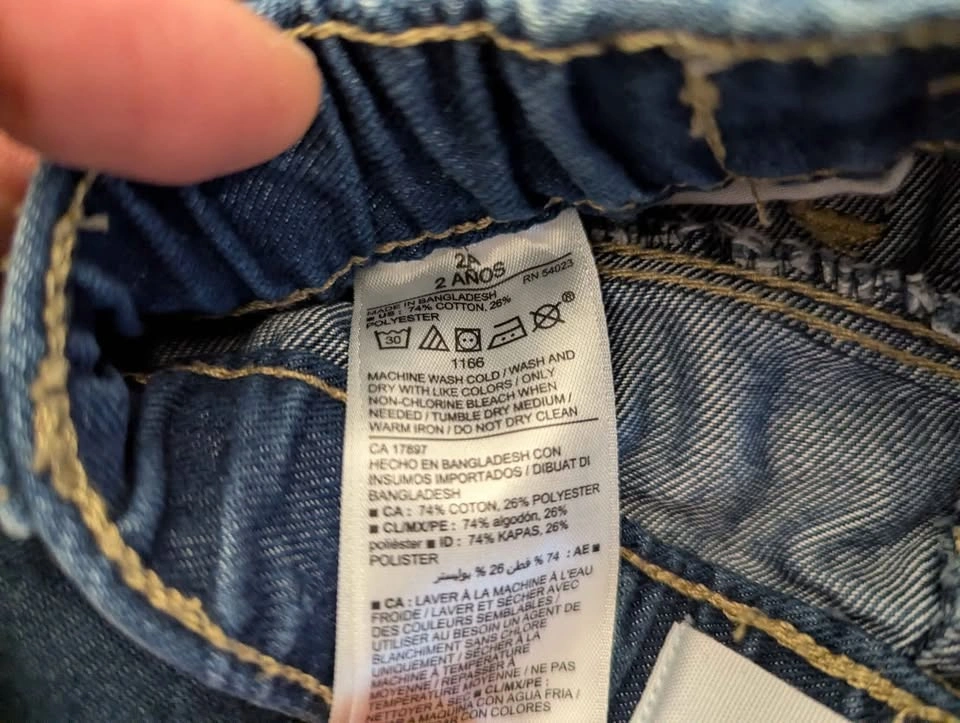 2A
2 AÑOS
RN 54023
MADE IN BANGLADESH
■ US : 74% COTTON, 26%
POLYESTER
30
®
1166
MACHINE WASH COLD / WASH AND
DRY WITH LIKE COLORS / ONLY
NON-CHLORINE BLEACH WHEN
NEEDED / TUMBLE DRY MEDIUM /
WARM IRON / DO NOT DRY CLEAN
CA 17897
HECHO EN BANGLADESH CON
INSUMOS IMPORTADOS / DIBUAT DI
BANGLADESH
■ CA : 74% COTON, 26% POLYESTER
■ CL/MX/PE : 74% algodón, 26%
poliéster ■ ID : 74% KAPAS, 26%
POLISTER
■ AE : 74 % قطن 26 % بوليستر
■ CA : LAVER À LA MACHINE À L'EAU
FROIDE / LAVER ET SÉCHER AVEC
DES COULEURS SEMBLABLES /
UTILISER AU BESOIN UN AGENT DE
BLANCHIMENT SANS CHLORE
UNIQUEMENT / SÉCHER À LA
MACHINE À TEMPÉRATURE
MOYENNE / REPASSER À
TEMPÉRATURE MOYENNE / NE PAS
NETTOYER À SEC ■ CL/MX/PE :
LAVAR A MÁQUINA CON AGUA FRÍA /
CON COLORES